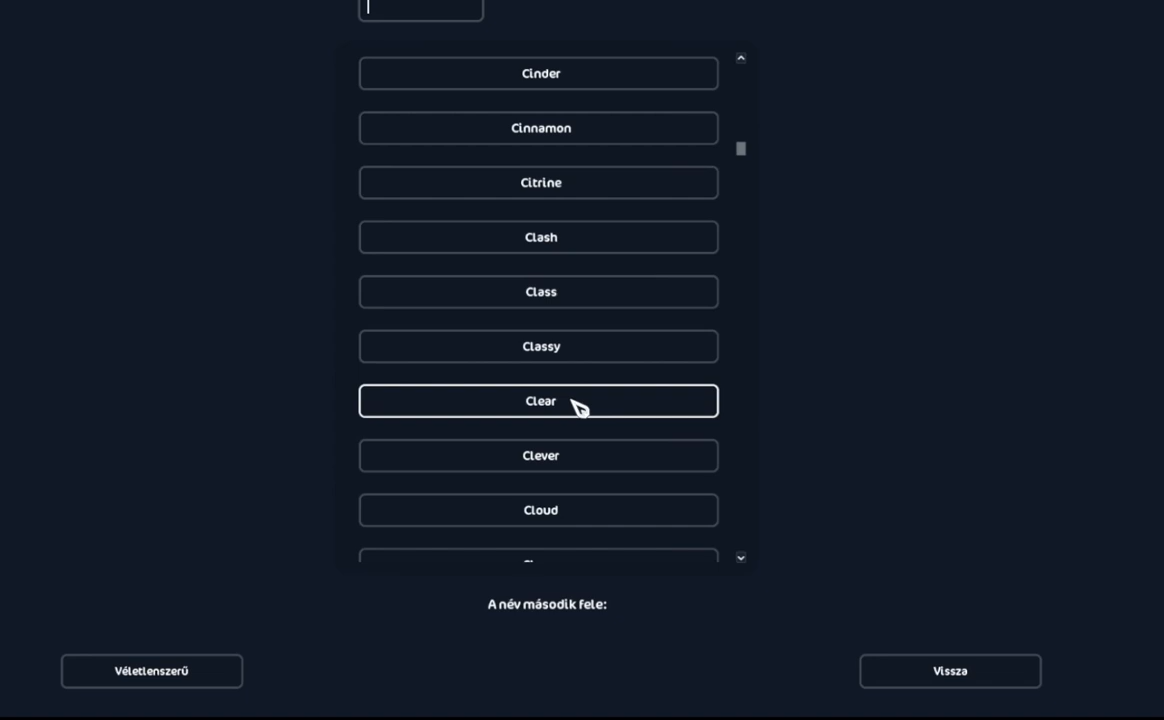 Cinder
Cinnamon
Citrine
Clash
Class
Classy
Clear
Clever
Cloud
A név második fele:
Véletlenszerű
Vissza